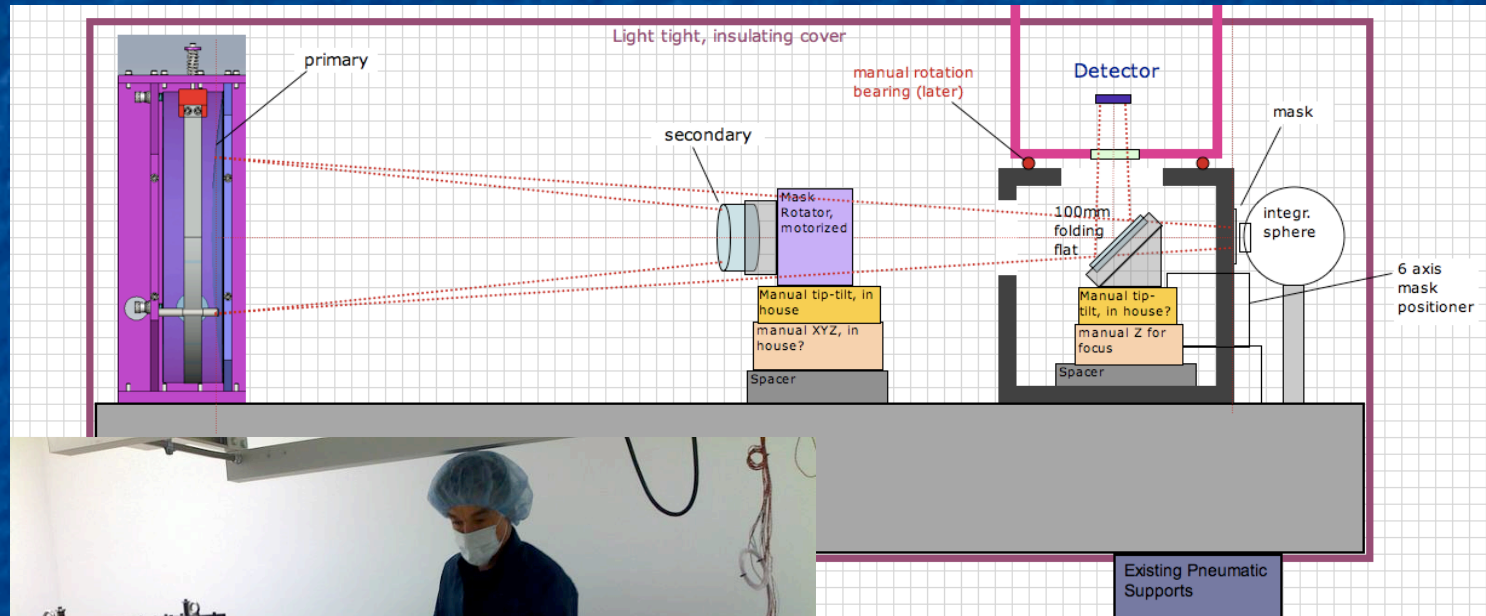 Light tight, insulating cover
primary
secondary
manual rotation
bearing (later)
Detector
mask
Mask
Rotator,
motorized
100mm
folding
flat
integr.
sphere
6 axis
mask
positioner
Manual tip-tilt, in
house
manual XYZ, in
house?
Spacer
Manual tip-
tilt, in house?
manual Z for
focus
Spacer
Existing Pneumatic
Supports